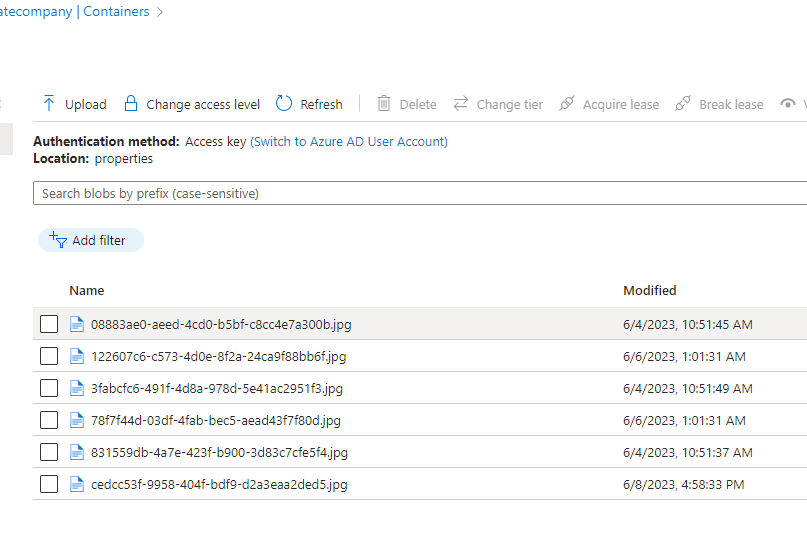 atecompany | Containers
Upload Change access level Refresh Delete Change tier Acquire lease Break lease
Authentication method: Access key (Switch to Azure AD User Account)
Location: properties
Search blobs by prefix (case-sensitive)
Add filter
Name Modified
08883ae0-aeed-4cd0-b5bf-c8cc4e7a300b.jpg 6/4/2023, 10:51:45 AM
122607c6-c573-4d0e-8f2a-24ca9f88bb6f.jpg 6/6/2023, 1:01:31 AM
3fabcfc6-491f-4d8a-978d-5e41ac2951f3.jpg 6/4/2023, 10:51:49 AM
78f7f44d-03df-4fab-bec5-aead43f7f80d.jpg 6/6/2023, 1:01:31 AM
831559db-4a7e-423f-b900-3d83c7cfe5f4.jpg 6/4/2023, 10:51:37 AM
cedcc53f-9958-404f-bdf9-d2a3eaa2ded5.jpg 6/8/2023, 4:58:33 PM